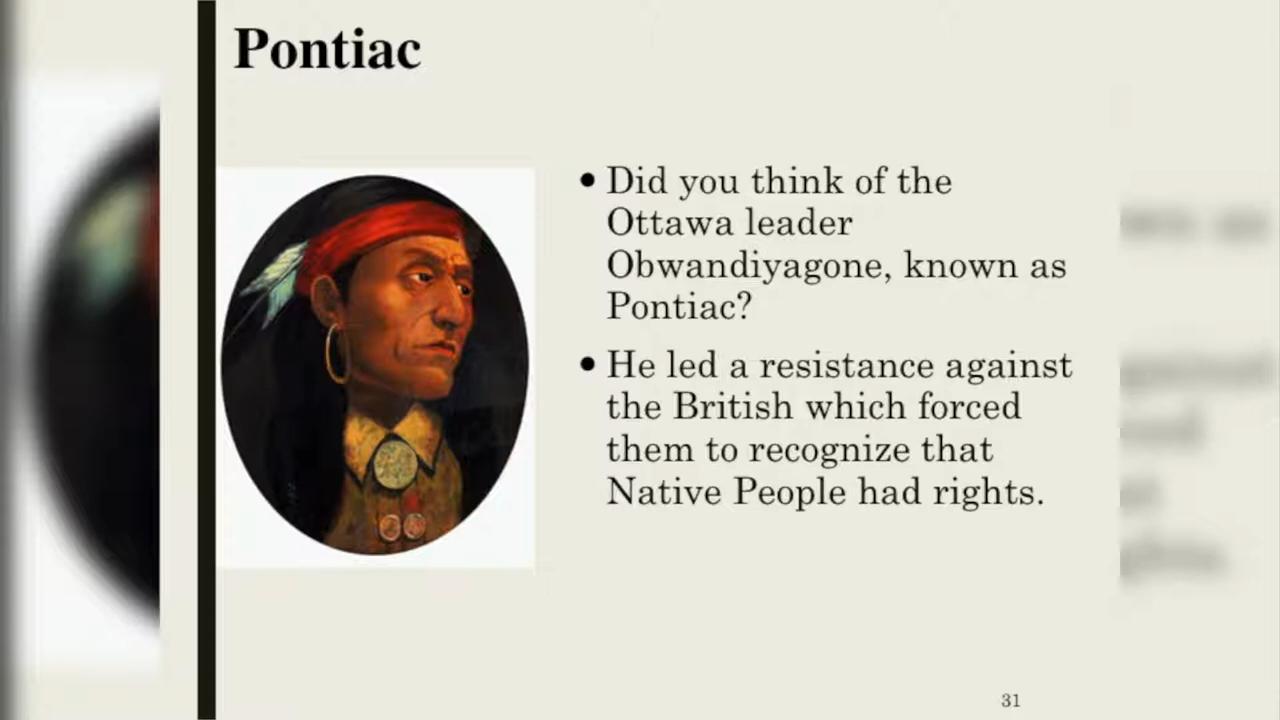 Pontiac
• Did you think of the
Ottawa leader
Obwandiyagone, known as
Pontiac?
• He led a resistance against
the British which forced
them to recognize that
Native People had rights.
31